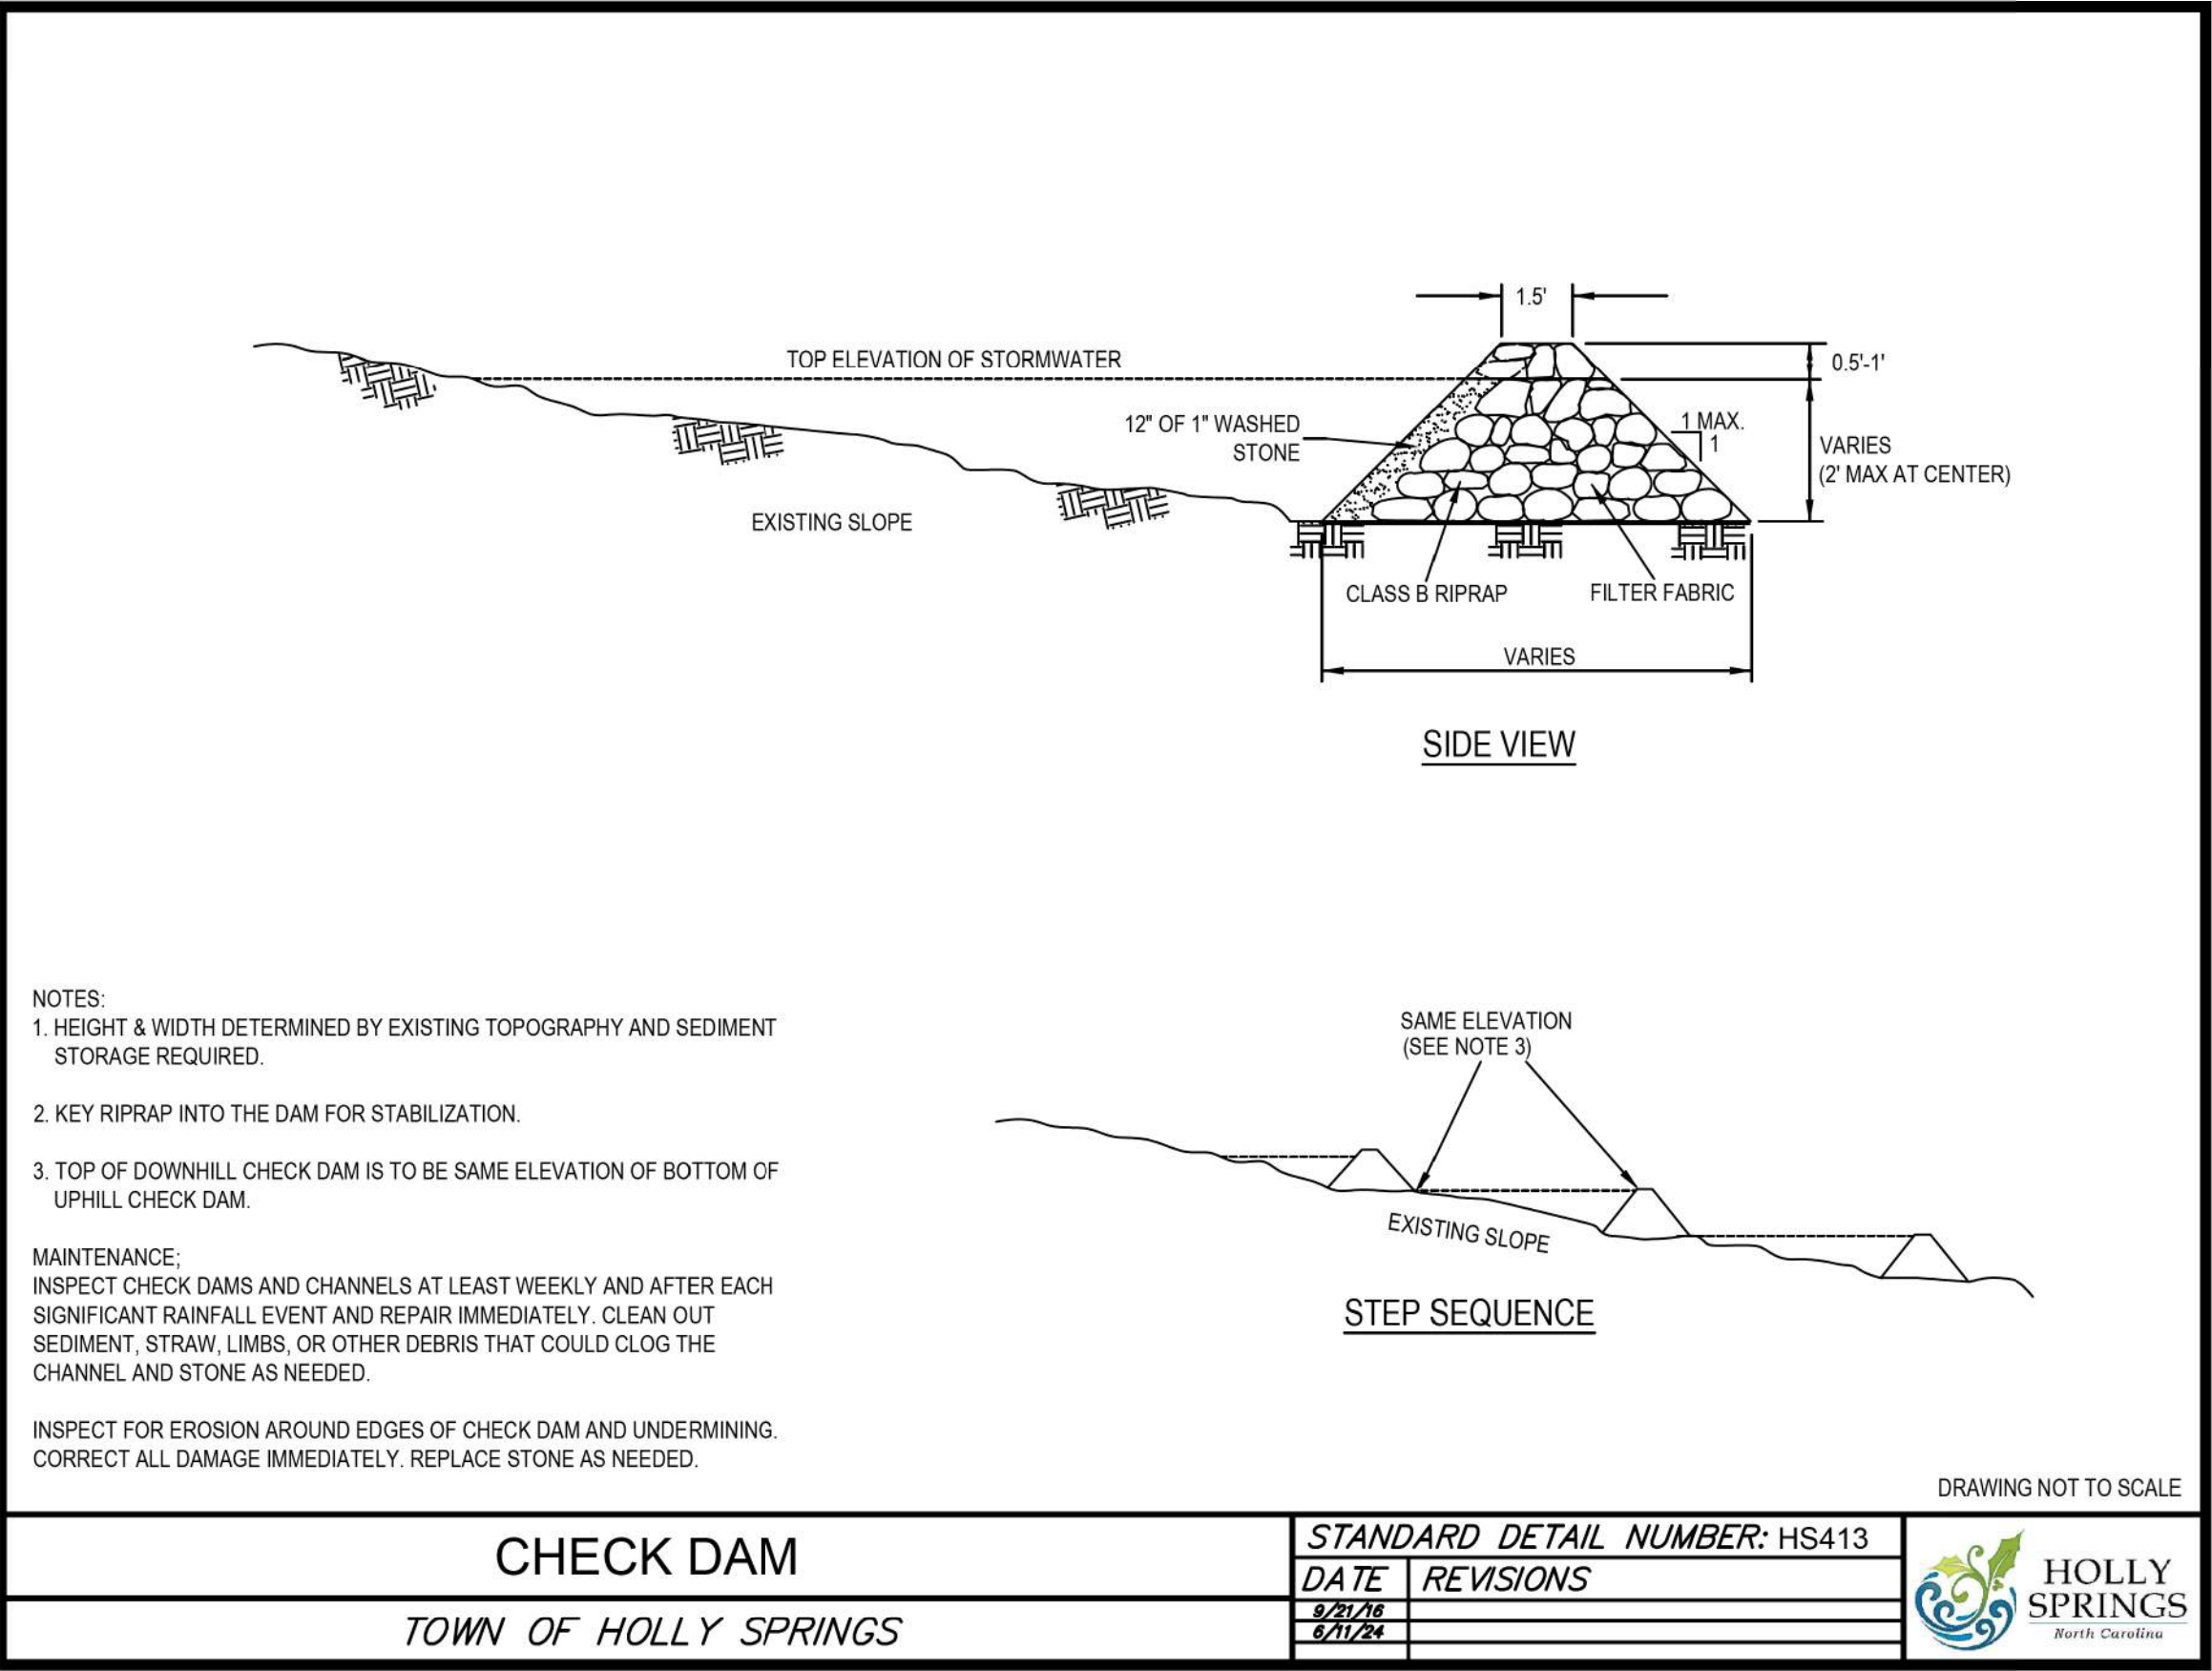 1.5'
TOP ELEVATION OF STORMWATER
0.5'-1'
12" OF 1" WASHED
STONE
1 MAX.
1
VARIES
(2' MAX AT CENTER)
EXISTING SLOPE
CLASS B RIPRAP
FILTER FABRIC
VARIES
SIDE VIEW
NOTES:
1. HEIGHT & WIDTH DETERMINED BY EXISTING TOPOGRAPHY AND SEDIMENT
STORAGE REQUIRED.
2. KEY RIPRAP INTO THE DAM FOR STABILIZATION.
3. TOP OF DOWNHILL CHECK DAM IS TO BE SAME ELEVATION OF BOTTOM OF
UPHILL CHECK DAM.
MAINTENANCE;
INSPECT CHECK DAMS AND CHANNELS AT LEAST WEEKLY AND AFTER EACH
SIGNIFICANT RAINFALL EVENT AND REPAIR IMMEDIATELY. CLEAN OUT
SEDIMENT, STRAW, LIMBS, OR OTHER DEBRIS THAT COULD CLOG THE
CHANNEL AND STONE AS NEEDED.
INSPECT FOR EROSION AROUND EDGES OF CHECK DAM AND UNDERMINING.
CORRECT ALL DAMAGE IMMEDIATELY. REPLACE STONE AS NEEDED.
SAME ELEVATION
(SEE NOTE 3)
EXISTING SLOPE
STEP SEQUENCE
DRAWING NOT TO SCALE
CHECK DAM
TOWN OF HOLLY SPRINGS
STANDARD DETAIL NUMBER: HS413
DATE REVISIONS
9/21/16
6/11/24
HOLLY
SPRINGS
North Carolina